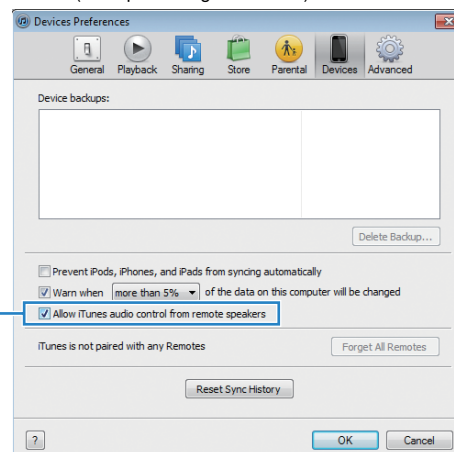 Devices Preferences
General Playback Sharing Store Parental Devices Advanced
Device backups:
Delete Backup...
Prevent iPods, iPhones, and iPads from syncing automatically
Warn when more than 5% of the data on this computer will be changed
Allow iTunes audio control from remote speakers
iTunes is not paired with any Remotes Forget All Remotes
Reset Sync History
? OK Cancel